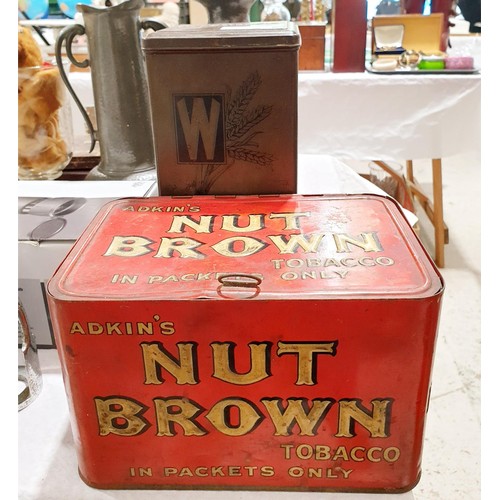 W
ADKIN'S
NUT
BROWN
TOBACCO
IN PACKETS ONLY
ADKIN'S
NUT
BROWN
TOBACCO
IN PACKETS ONLY